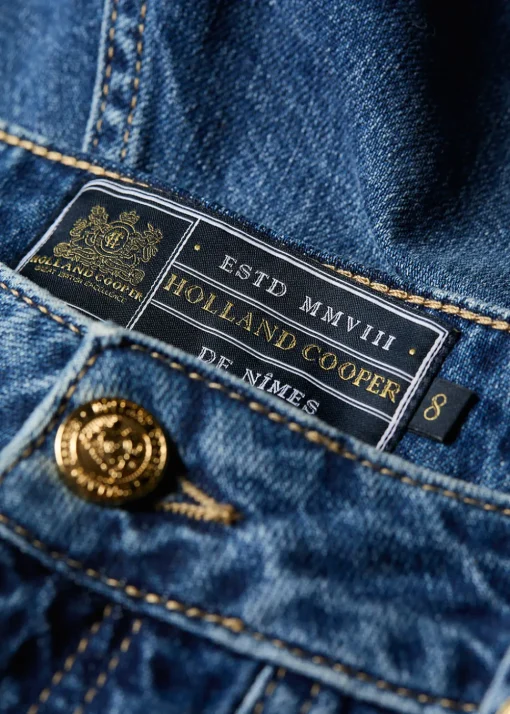 HOLLAND COOPER
ESTD MMVIII
HOLLAND COOPER
DE NÎMES
8